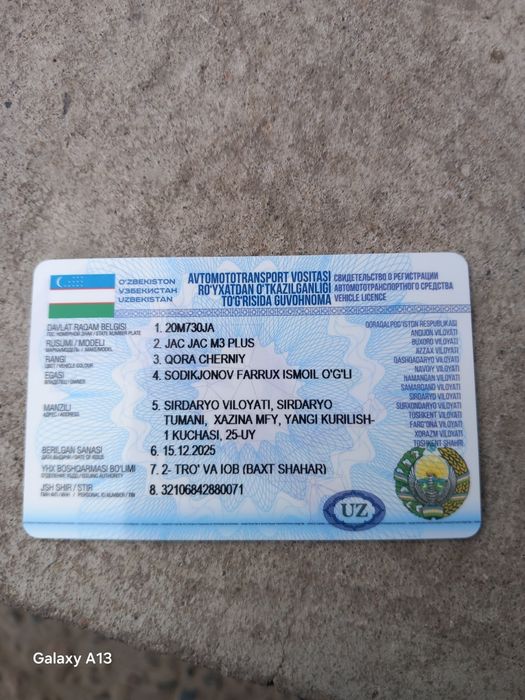 O'ZBEKISTON
УЗБЕКИСТАН
UZBEKISTAN
AVTOMOTOTRANSPORT VOSITASI
RO'YXATDAN O'TKAZILGANLIGI
TO'G'RISIDA GUVOHNOMA
СВИДЕТЕЛЬСТВО О РЕГИСТРАЦИИ
АВТОМОТОТРАНСПОРТНОГО СРЕДСТВА
VEHICLE LICENCE
DAVLAT RAQAM BELGISI
1. 20M730JA
RUSUMI / MODELI
2. JAC JAC M3 PLUS
RANGI
3. QORA CHERNIY
EGASI
4. SODIKJONOV FARRUX ISMOIL O'G'LI
MANZILI
5. SIRDARYO VILOYATI, SIRDARYO
TUMANI, XAZINA MFY, YANGI KURILISH-
1 KUCHASI, 25-UY
BERILGAN SANASI
6. 15.12.2025
YHX BOSHQARMASI BO'LIMI
7. 2- TRO' VA IOB (BAXT SHAHAR)
JSH SHIR / STIR
8. 32106842880071
QORAQALPOG'ISTON RESPUBLIKASI
ANDIJON VILOYATI
BUXORO VILOYATI
JIZZAX VILOYATI
QASHQADARYO VILOYATI
NAVOIY VILOYATI
NAMANGAN VILOYATI
SAMARQAND VILOYATI
SIRDARYO VILOYATI
SURXONDARYO VILOYATI
TOSHKENT VILOYATI
FARG'ONA VILOYATI
XORAZM VILOYATI
TOSHKENT SHAHRI
UZ
Galaxy A13